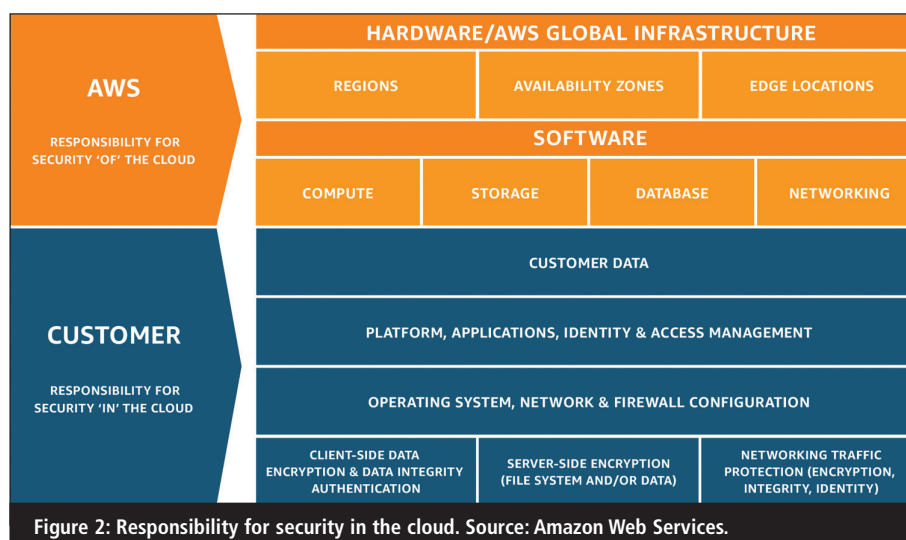 HARDWARE/AWS GLOBAL INFRASTRUCTURE
AWS
REGIONS
AVAILABILITY ZONES
EDGE LOCATIONS
RESPONSIBILITY FOR
SECURITY ‘OF’ THE CLOUD
SOFTWARE
COMPUTE
STORAGE
DATABASE
NETWORKING
CUSTOMER DATA
CUSTOMER
PLATFORM, APPLICATIONS, IDENTITY & ACCESS MANAGEMENT
RESPONSIBILITY FOR
SECURITY ‘IN’ THE CLOUD
OPERATING SYSTEM, NETWORK & FIREWALL CONFIGURATION
CLIENT-SIDE DATA
ENCRYPTION & DATA INTEGRITY
AUTHENTICATION
SERVER-SIDE ENCRYPTION
(FILE SYSTEM AND/OR DATA)
NETWORKING TRAFFIC
PROTECTION (ENCRYPTION,
INTEGRITY, IDENTITY)
Figure 2: Responsibility for security in the cloud. Source: Amazon Web Services.